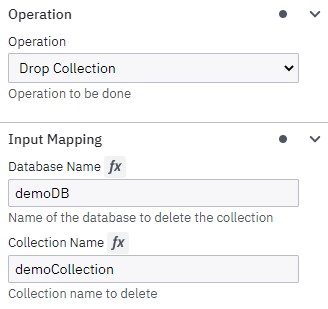 Operation
Operation
Drop Collection
Operation to be done
Input Mapping
Database Name fx
demoDB
Name of the database to delete the collection
Collection Name fx
demoCollection
Collection name to delete